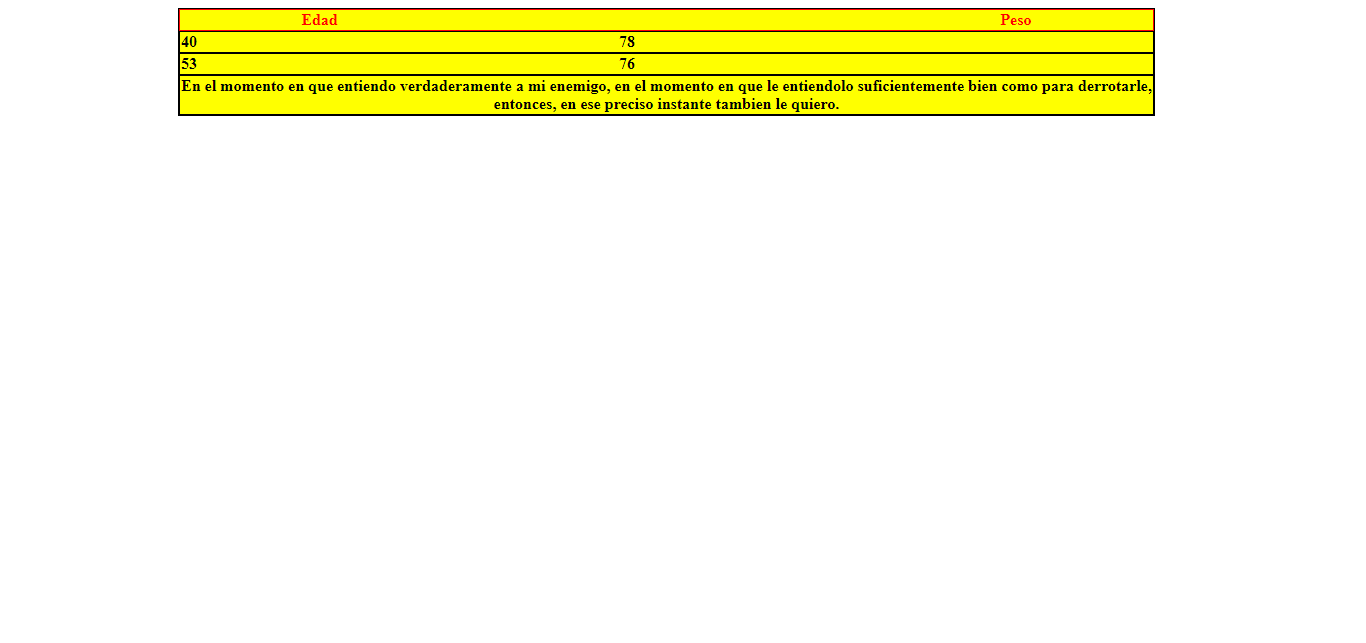 Edad Peso
40 78
53 76
En el momento en que entiendo verdaderamente a mi enemigo, en el momento en que le entiendolo suficientemente bien como para derrotarle,
entonces, en ese preciso instante tambien le quiero.